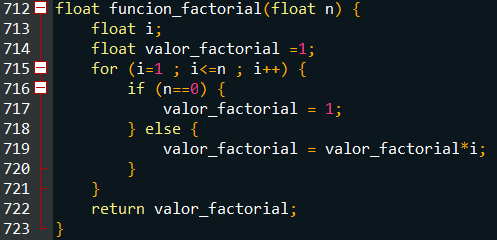 712 float funcion_factorial(float n) {
713     float i;
714     float valor_factorial =1;
715     for (i=1 ; i<=n ; i++) {
716         if (n==0) {
717             valor_factorial = 1;
718         } else {
719             valor_factorial = valor_factorial*i;
720         }
721     }
722     return valor_factorial;
723 }